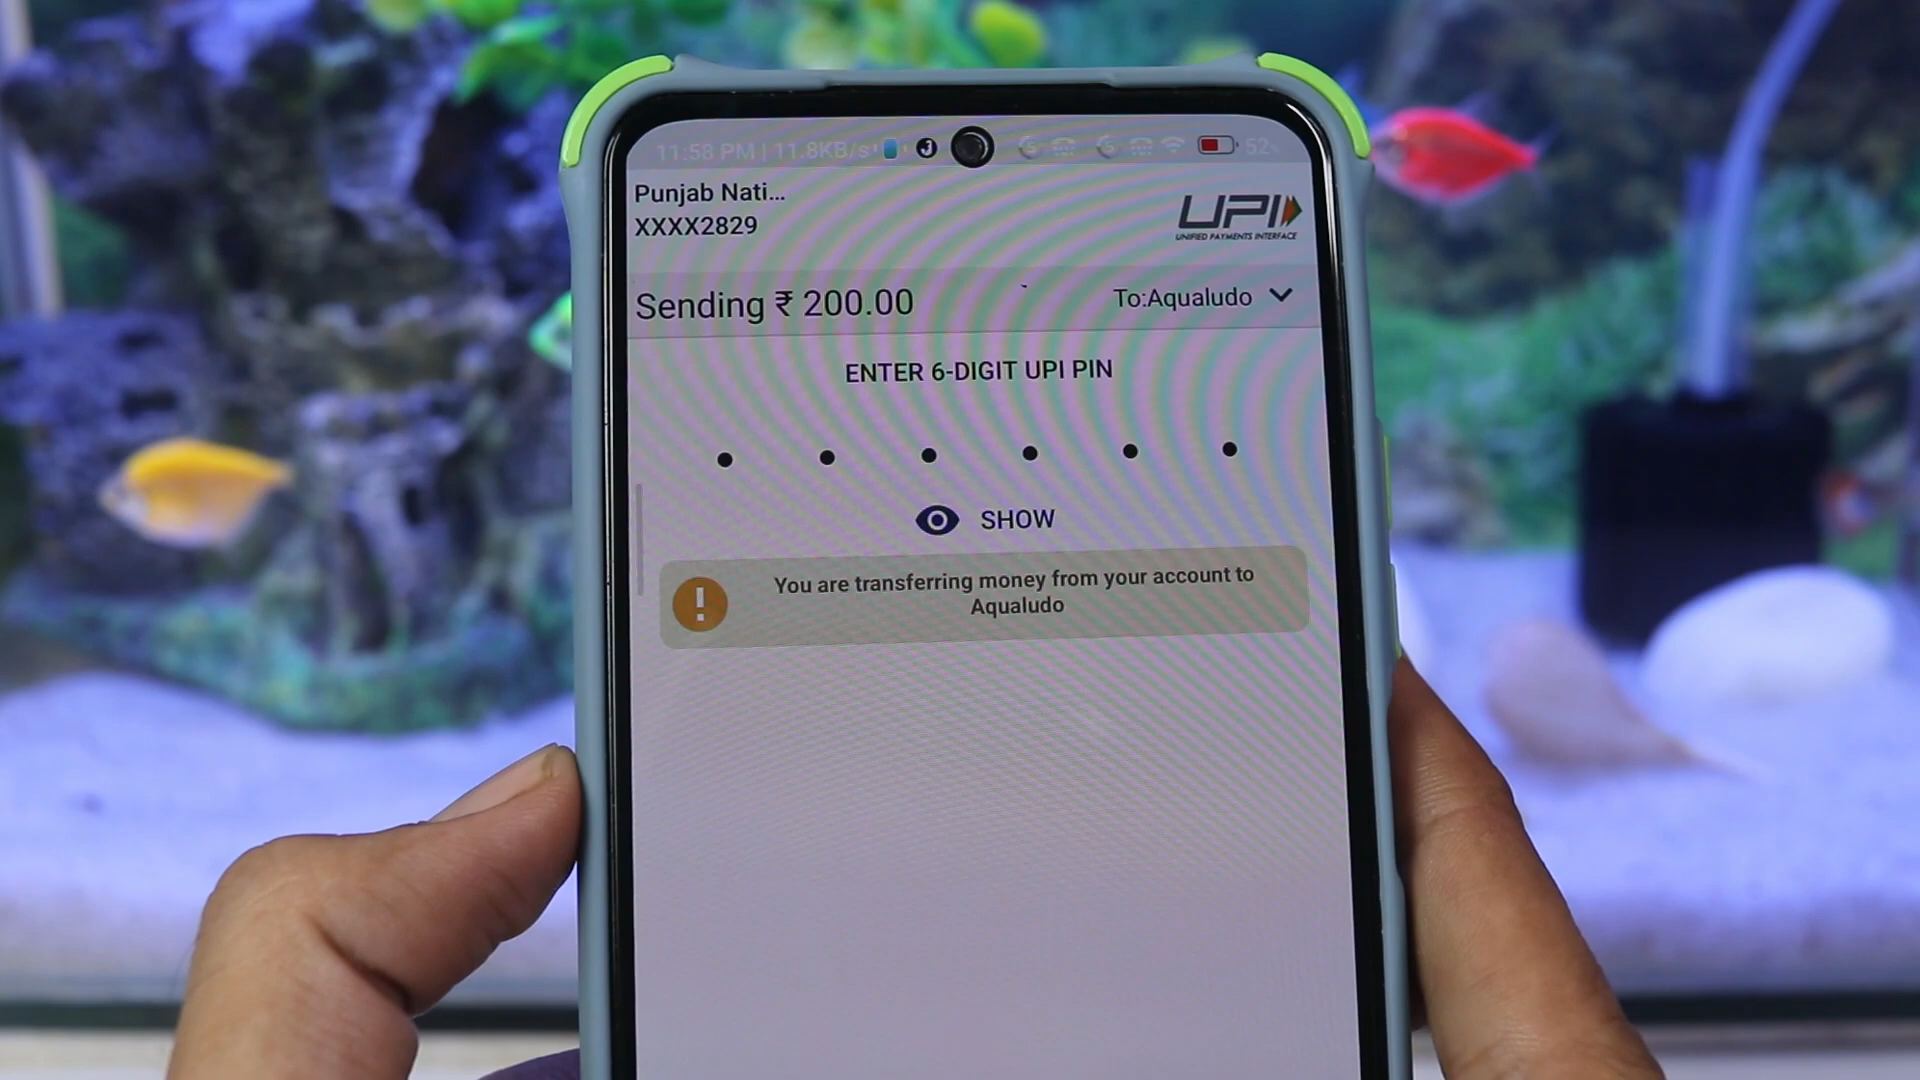 11:58 PM | 11.8KB/s
52
Punjab Nati...
XXXX2829
UPI
UNIFIED PAYMENTS INTERFACE
Sending ₹ 200.00
To:Aqualudo
ENTER 6-DIGIT UPI PIN
SHOW
!
You are transferring money from your account to
Aqualudo